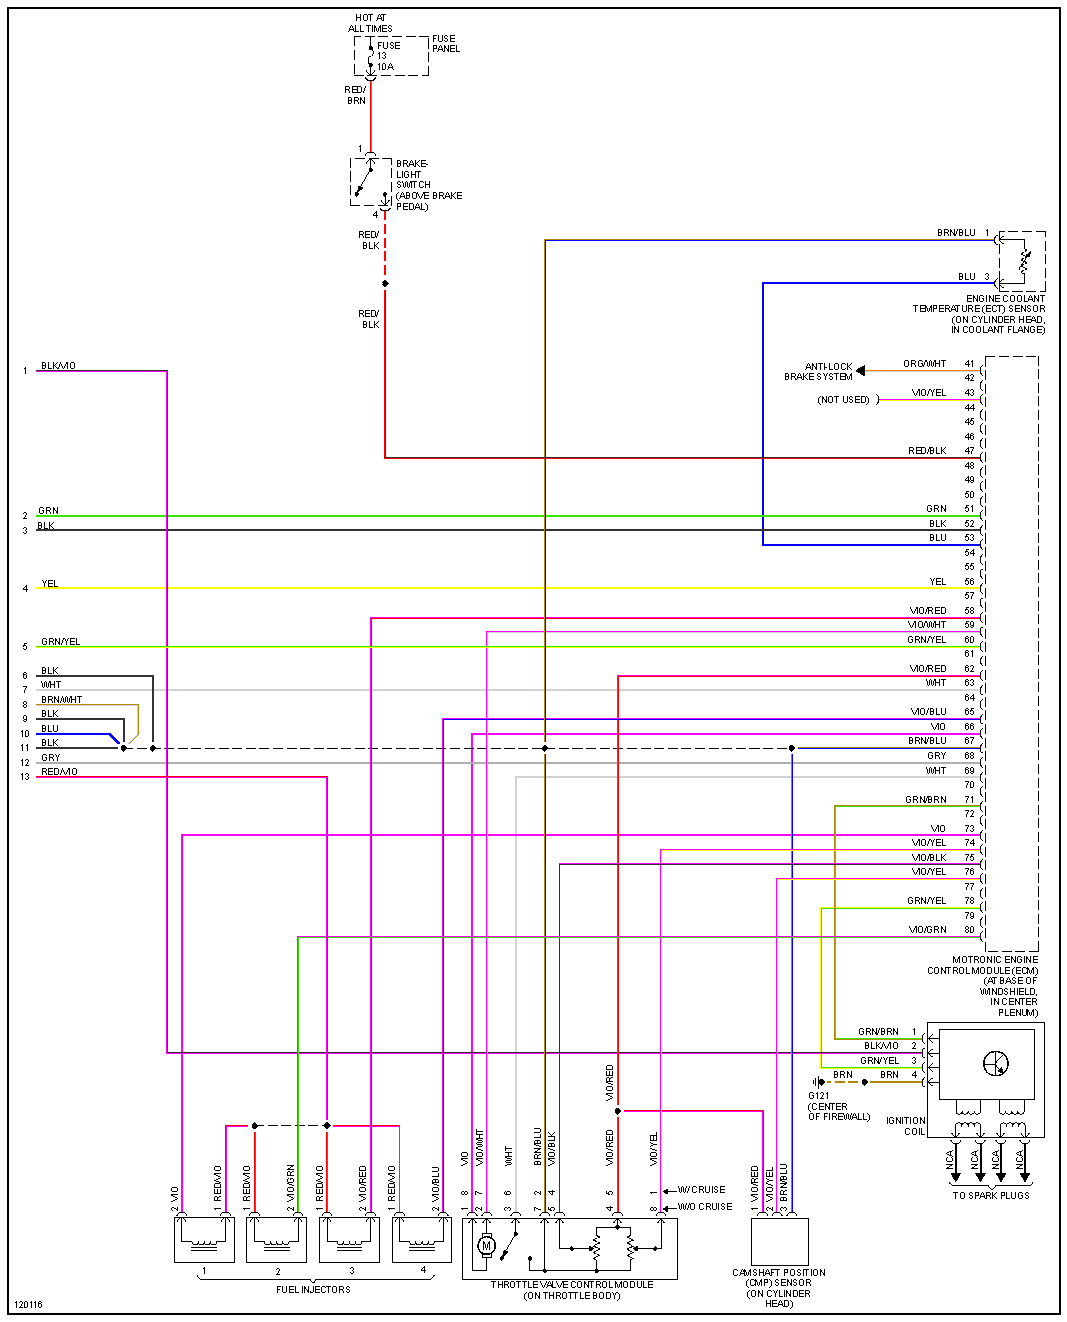 HOT AT
ALL TIMES
FUSE
PANEL
FUSE
13
10A
RED/
BRN
1
BRAKE-
LIGHT
SWITCH
(ABOVE BRAKE
PEDAL)
4
RED/
BLK
RED/
BLK
BRN/BLU 1
BLU 3
ENGINE COOLANT
TEMPERATURE (ECT) SENSOR
(ON CYLINDER HEAD,
IN COOLANT FLANGE)
1 BLK/VIO
2 GRN
3 BLK
4 YEL
5 GRN/YEL
6 BLK
7 WHT
8 BRN/WHT
9 BLK
10 BLU
11 BLK
12 GRY
13 RED/VIO
ANTI-LOCK
BRAKE SYSTEM
(NOT USED)
ORG/WHT 41
42
VIO/YEL 43
44
45
46
RED/BLK 47
48
49
50
GRN 51
BLK 52
BLU 53
54
55
YEL 56
57
VIO/RED 58
VIO/WHT 59
GRN/YEL 60
61
VIO/RED 62
WHT 63
64
VIO/BLU 65
VIO 66
BRN/BLU 67
GRY 68
WHT 69
70
GRN/BRN 71
72
VIO 73
VIO/YEL 74
VIO/BLK 75
VIO/YEL 76
77
GRN/YEL 78
79
VIO/GRN 80
MOTRONIC ENGINE
CONTROL MODULE (ECM)
(AT BASE OF
WINDSHIELD,
IN CENTER
PLENUM)
GRN/BRN 1
BLK/VIO 2
GRN/YEL 3
BRN BRN 4
G121
(CENTER
OF FIREWALL)
IGNITION
COIL
NCA NCA NCA NCA
TO SPARK PLUGS
2 VIO
1 RED/VIO
1 RED/VIO
2 VIO/GRN
1 RED/VIO
2 VIO/RED
1 RED/VIO
2 VIO/BLU
1 2 3 4
FUEL INJECTORS
VIO/RED
VIO
VIO/WHT
WHT
BRN/BLU
VIO/BLK
VIO/RED
VIO/YEL
8 7 6 2 4 5 1 W/ CRUISE
1 2 3 7 5 4 8 W/O CRUISE
M
THROTTLE VALVE CONTROL MODULE
(ON THROTTLE BODY)
1 VIO/RED
2 VIO/YEL
3 BRN/BLU
CAMSHAFT POSITION
(CMP) SENSOR
(ON CYLINDER
HEAD)
120116